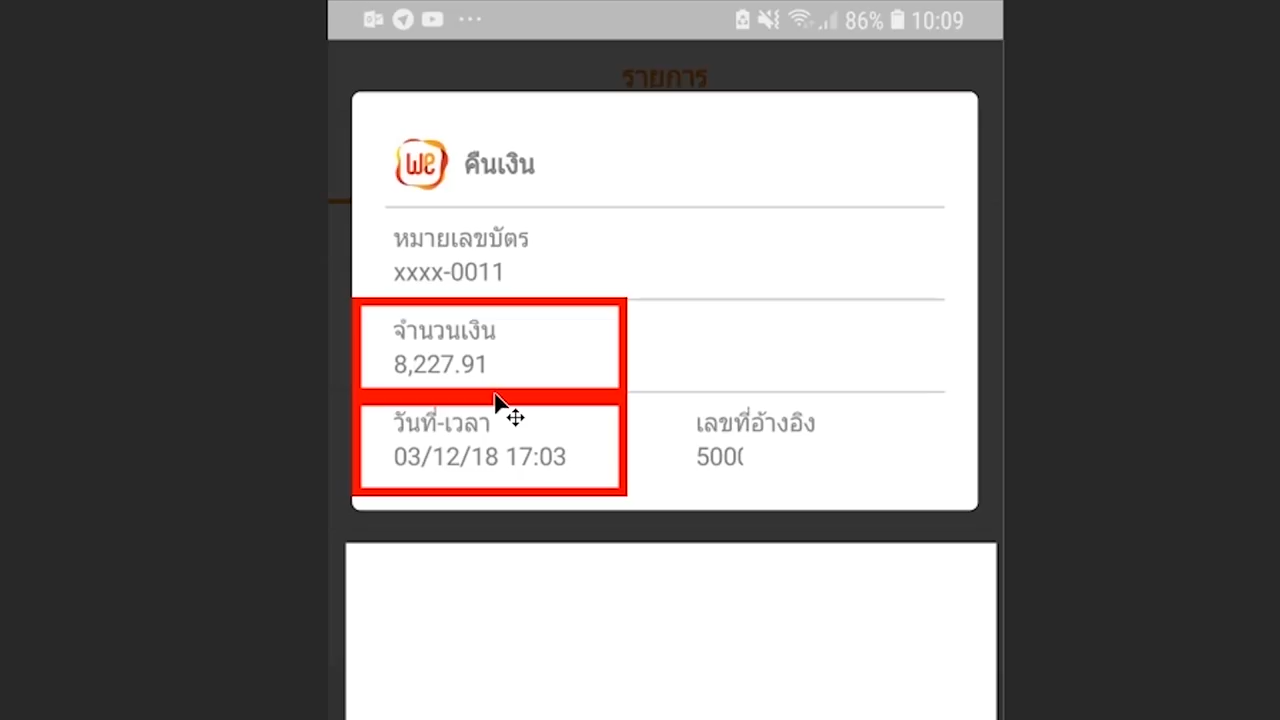 86% 10:09
รายการ
we คืนเงิน
หมายเลขบัตร
xxxx-0011
จำนวนเงิน
8,227.91
วันที่-เวลา
03/12/18 17:03
เลขที่อ้างอิง
500